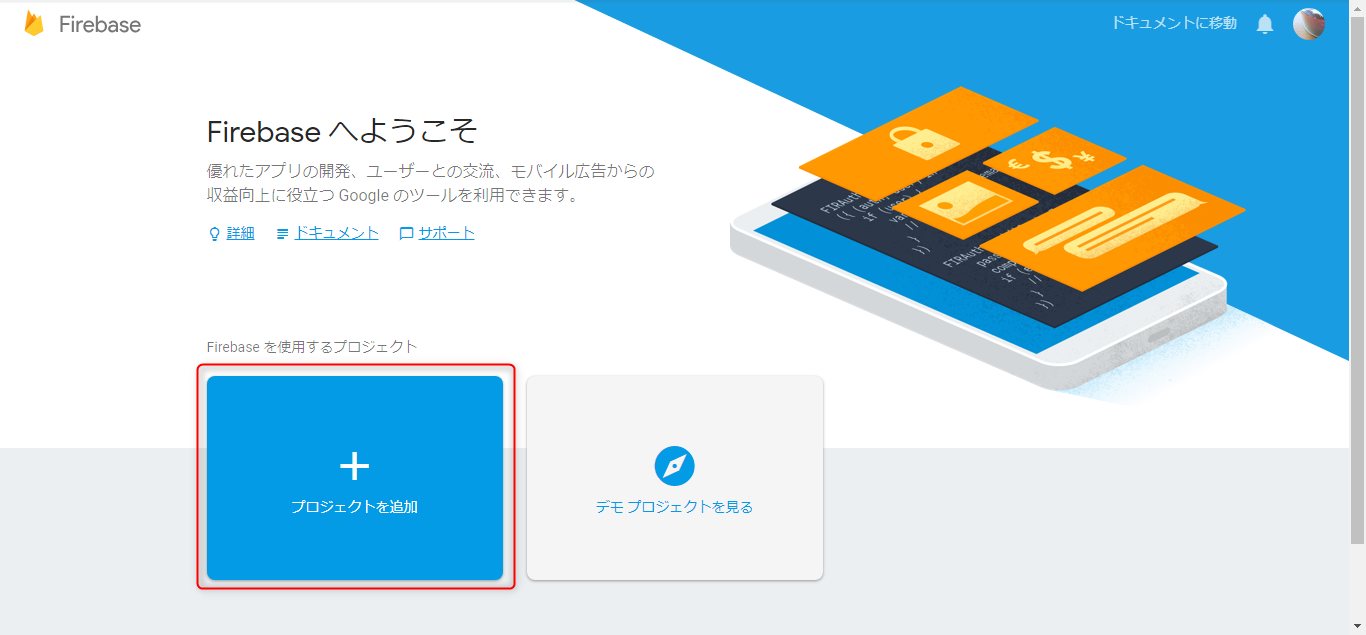 Firebase
ドキュメントに移動
Firebase へようこそ
優れたアプリの開発、ユーザーとの交流、モバイル広告からの
収益向上に役立つ Google のツールを利用できます。
詳細 ドキュメント サポート
Firebase を使用するプロジェクト
プロジェクトを追加
デモ プロジェクトを見る